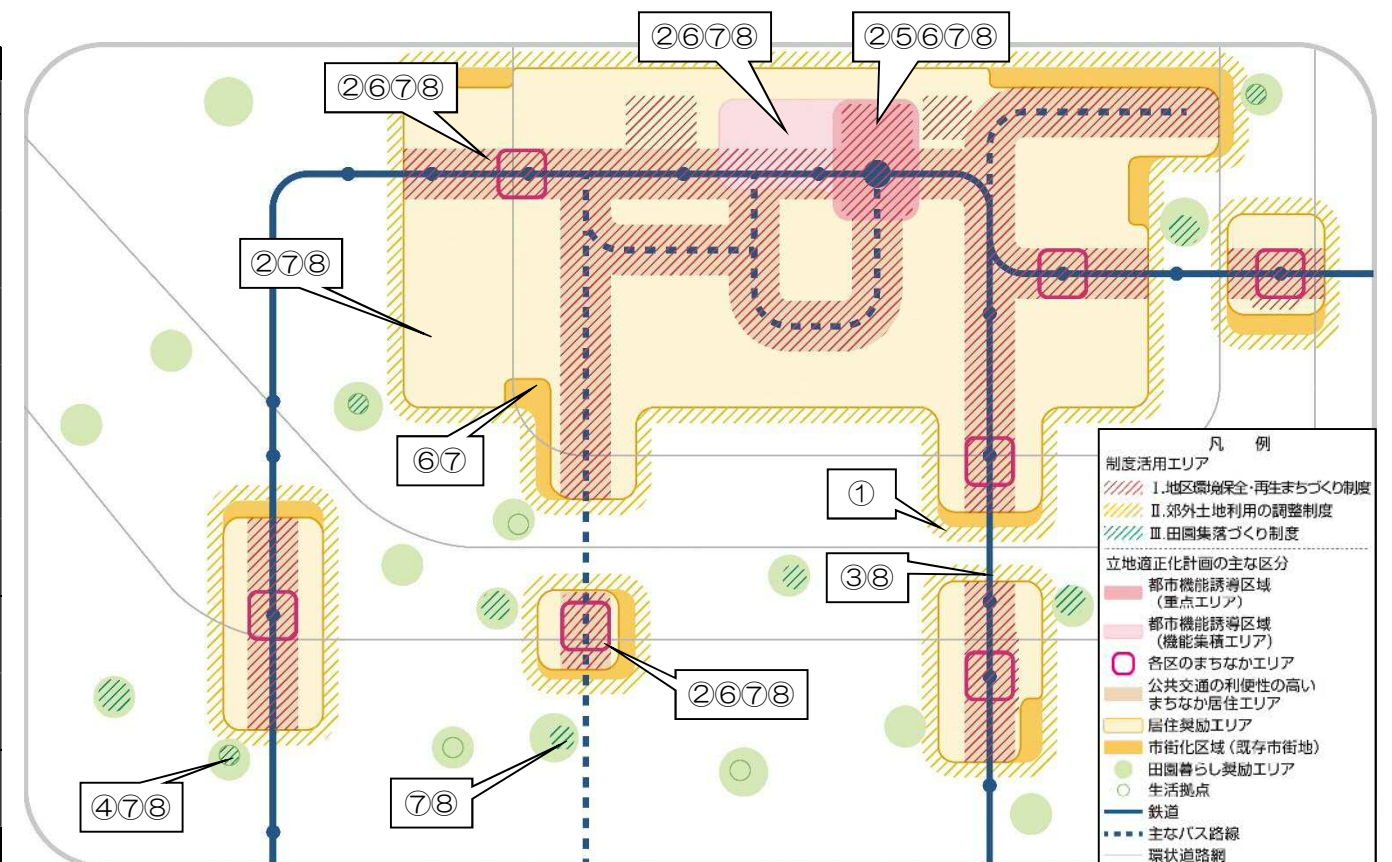 ②⑥⑦⑧
②⑤⑥⑦⑧
②⑥⑦⑧
②⑦⑧
⑥⑦
①
③⑧
②⑥⑦⑧
④⑦⑧
⑦⑧
凡 例
制度活用エリア
Ⅰ.地区環境保全・再生まちづくり制度
Ⅱ.郊外土地利用の調整制度
Ⅲ.田園集落づくり制度
立地適正化計画の主な区分
都市機能誘導区域
(重点エリア)
都市機能誘導区域
(機能集積エリア)
各区のまちなかエリア
公共交通の利便性の高い
まちなか居住エリア
居住奨励エリア
市街化区域(既存市街地)
田園暮らし奨励エリア
生活拠点
鉄道
主なバス路線
環状道路網